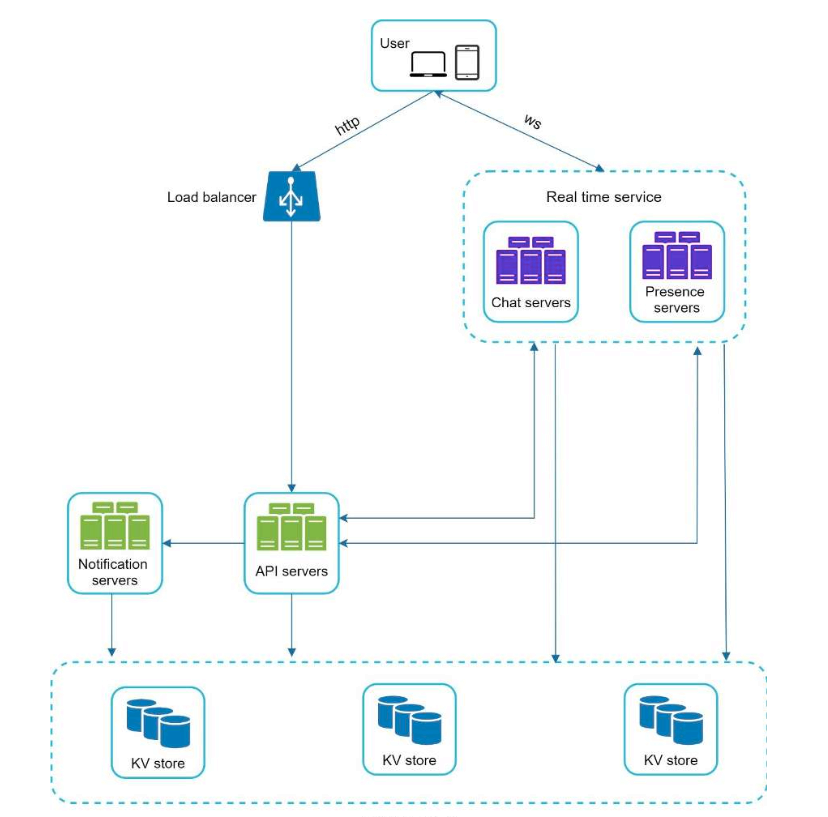 User
http
ws
Load balancer
Real time service
Chat servers
Presence
servers
Notification
servers
API servers
KV store
KV store
KV store